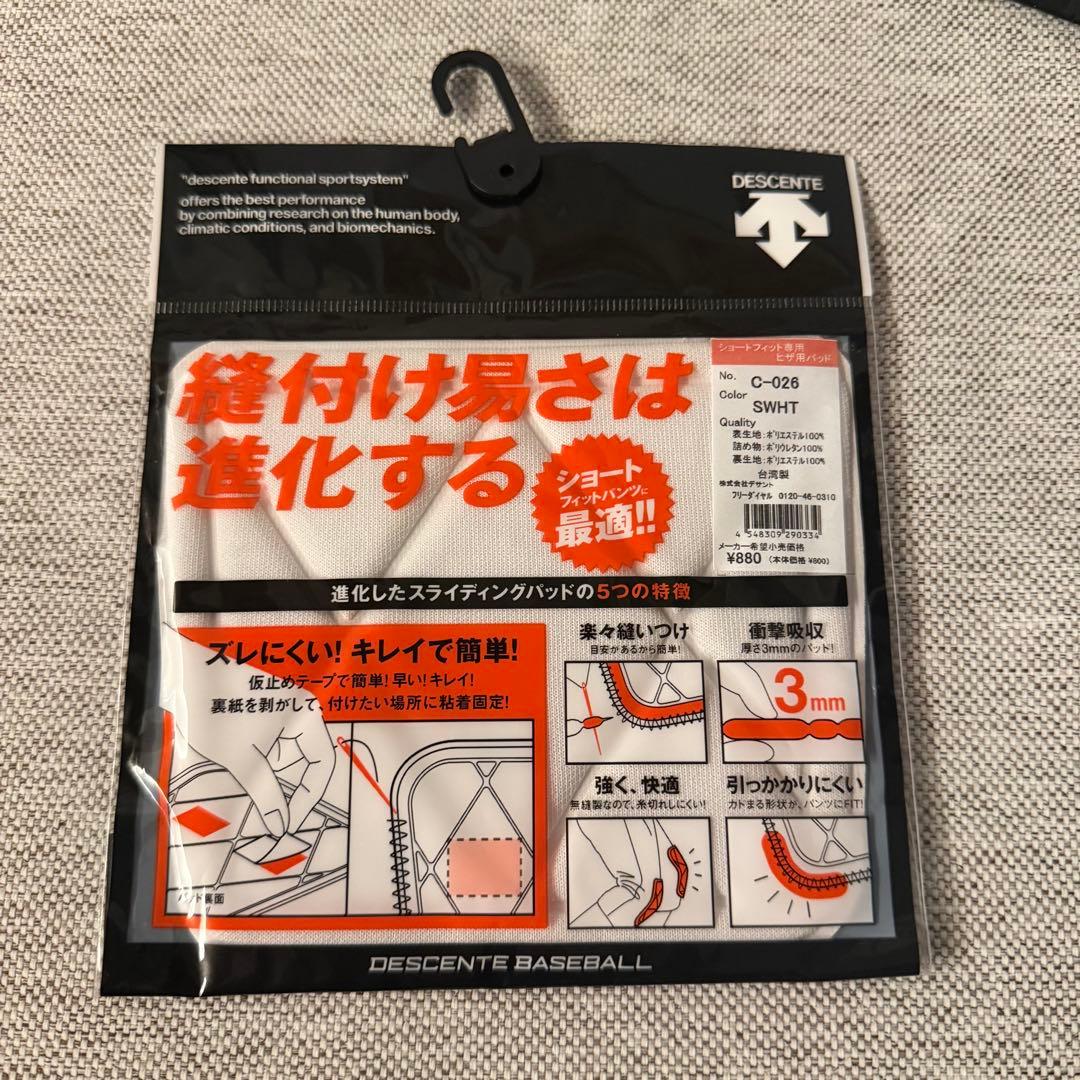 "descente functional sportsystem"
offers the best performance
by combining research on the human body,
climatic conditions, and biomechanics.
DESCENTE
縫付け易さは
進化する
ショート
フィットパンツに
最適!!
ショートフィット専用
ヒザ用パッド
No. C-026
Color SWHT
Quality
表生地:ポリエステル100%
詰め物:ポリウレタン100%
裏生地:ポリエステル100%
台湾製
株式会社デサント
フリーダイヤル 0120-46-0310
4 548309 290334
メーカー希望小売価格
¥880 (本体価格 ¥800)
進化したスライディングパッドの5つの特徴
ズレにくい!キレイで簡単!
仮止めテープで簡単!早い!キレイ!
裏紙を剥がして、付けたい場所に粘着固定!
パッド裏面
楽々縫いつけ
目安があるから簡単!
衝撃吸収
厚さ3mmのパッド!
3mm
強く、快適
無縫製なので、糸切れしにくい!
引っかかりにくい
カドまる形状が、パンツにFIT!
DESCENTE BASEBALL